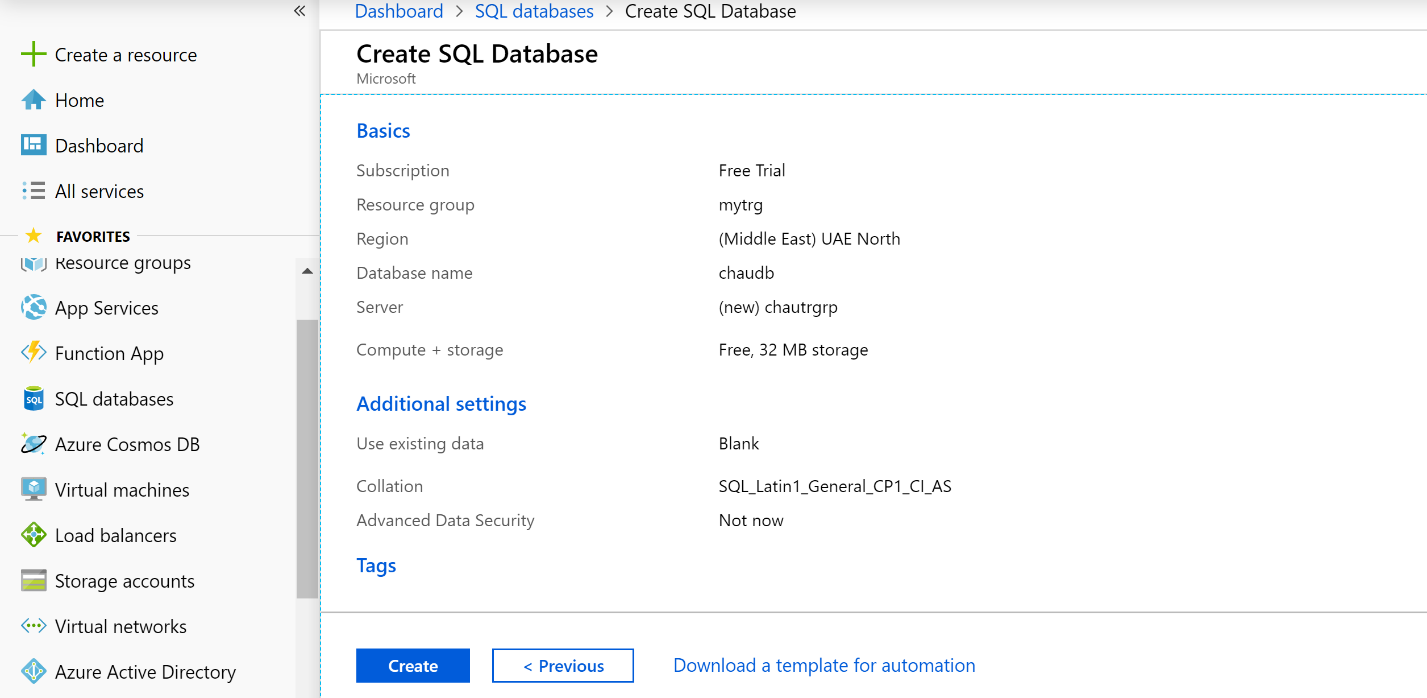 «
Create a resource
Home
Dashboard
All services
FAVORITES
Resource groups
App Services
Function App
SQL
SQL databases
Azure Cosmos DB
Virtual machines
Load balancers
Storage accounts
Virtual networks
Azure Active Directory
Dashboard > SQL databases > Create SQL Database
Create SQL Database
Microsoft
Basics
Subscription Free Trial
Resource group mytrg
Region (Middle East) UAE North
Database name chaudb
Server (new) chautrgrp
Compute + storage Free, 32 MB storage
Additional settings
Use existing data Blank
Collation SQL_Latin1_General_CP1_CI_AS
Advanced Data Security Not now
Tags
Create < Previous Download a template for automation